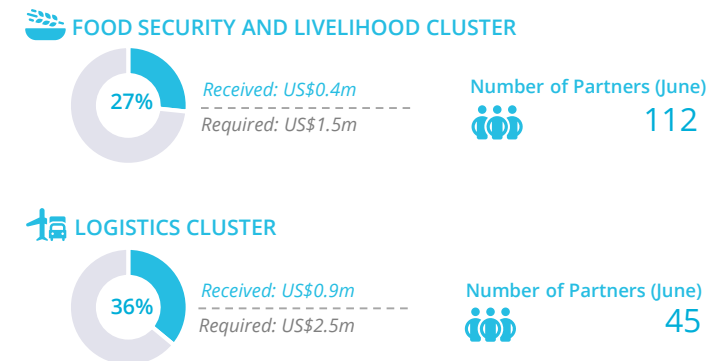 FOOD SECURITY AND LIVELIHOOD CLUSTER
27%
Received: US$0.4m
Required: US$1.5m
Number of Partners (June)
112
LOGISTICS CLUSTER
36%
Received: US$0.9m
Required: US$2.5m
Number of Partners (June)
45